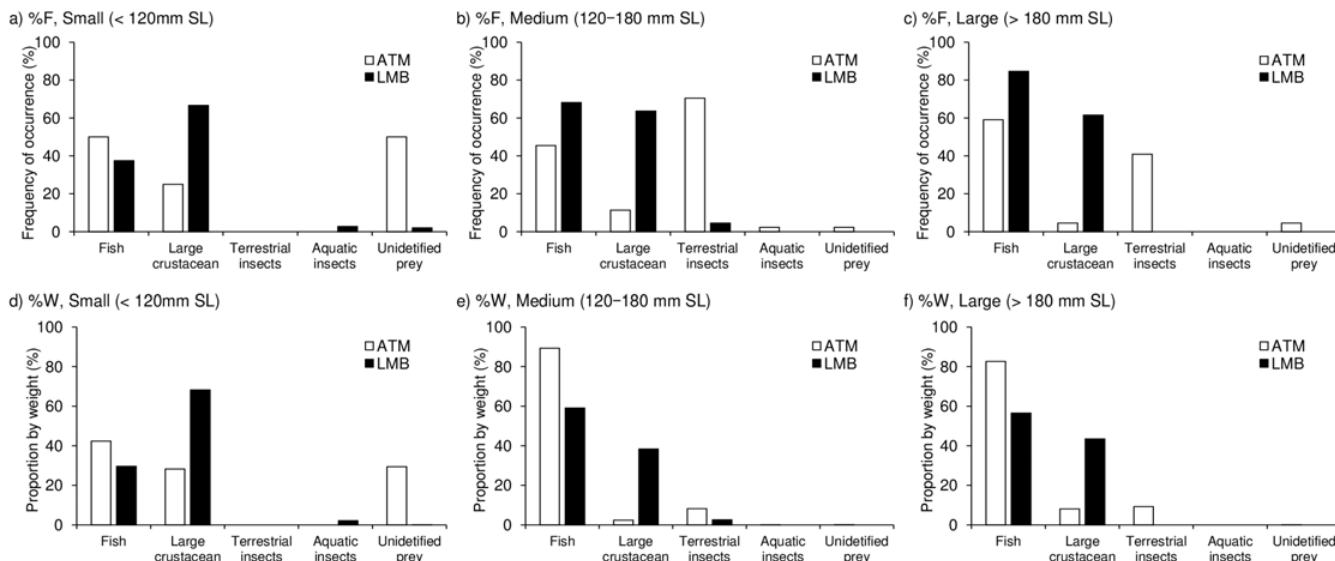 a) %F, Small (< 120mm SL)
Frequency of occurrence (%)
100
80
60
40
20
0
ATM
LMB
Fish
Large crustacean
Terrestrial insects
Aquatic insects
Unidetified prey
b) %F, Medium (120−180 mm SL)
Frequency of occurrence (%)
100
80
60
40
20
0
ATM
LMB
Fish
Large crustacean
Terrestrial insects
Aquatic insects
Unidetified prey
c) %F, Large (> 180 mm SL)
Frequency of occurrence (%)
100
80
60
40
20
0
ATM
LMB
Fish
Large crustacean
Terrestrial insects
Aquatic insects
Unidetified prey
d) %W, Small (< 120mm SL)
Proportion by weight (%)
100
80
60
40
20
0
ATM
LMB
Fish
Large crustacean
Terrestrial insects
Aquatic insects
Unidetified prey
e) %W, Medium (120−180 mm SL)
Proportion by weight (%)
100
80
60
40
20
0
ATM
LMB
Fish
Large crustacean
Terrestrial insects
Aquatic insects
Unidetified prey
f) %W, Large (> 180 mm SL)
Proportion by weight (%)
100
80
60
40
20
0
ATM
LMB
Fish
Large crustacean
Terrestrial insects
Aquatic insects
Unidetified prey